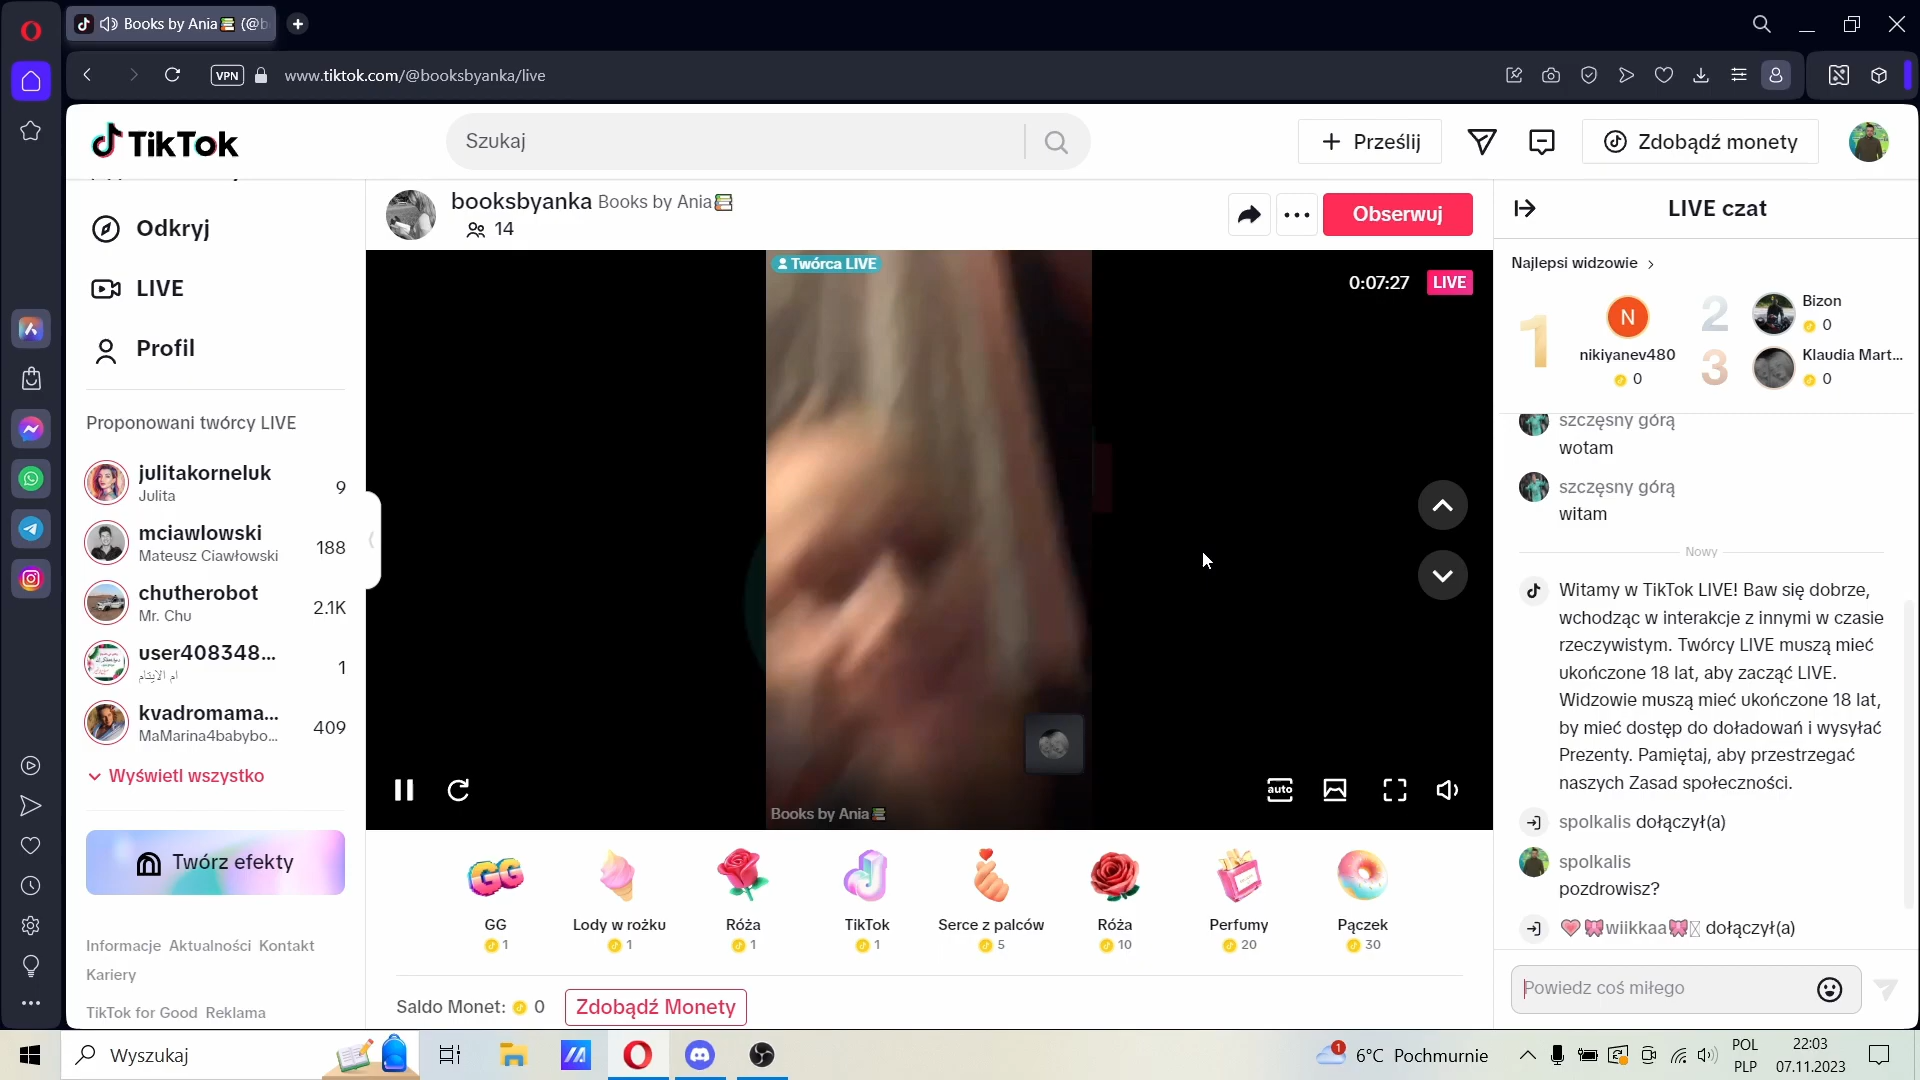 Books by Ania (@b
VPN
www.tiktok.com/@booksbyanka/live
TikTok
Szukaj
Prześlij
Zdobądź monety
Odkryj
LIVE
Profil
Proponowani twórcy LIVE
julitakorneluk
Julita
9
mciawlowski
Mateusz Ciawłowski
188
chutherobot
Mr. Chu
2.1K
user408348...
ام الايتام
1
kvadromama...
MaMarina4babybo...
409
Wyświetl wszystko
Twórz efekty
Informacje Aktualności Kontakt
Kariery
TikTok for Good Reklama
booksbyanka Books by Ania
14
Obserwuj
Twórca LIVE
0:07:27 LIVE
auto
Books by Ania
GG
1
Lody w rożku
1
Róża
1
TikTok
1
Serce z palców
5
Róża
10
Perfumy
20
Pączek
30
Saldo Monet: 0
Zdobądź Monety
LIVE czat
Najlepsi widzowie
1
N
nikiyanev480
0
2
Bizon
0
3
Klaudia Mart...
0
szczęsny górą
wotam
szczęsny górą
witam
Nowy
Witamy w TikTok LIVE! Baw się dobrze,
wchodząc w interakcje z innymi w czasie
rzeczywistym. Twórcy LIVE muszą mieć
ukończone 18 lat, aby zacząć LIVE.
Widzowie muszą mieć ukończone 18 lat,
by mieć dostęp do doładowań i wysyłać
Prezenty. Pamiętaj, aby przestrzegać
naszych Zasad społeczności.
spolkalis dołączył(a)
spolkalis
pozdrowisz?
wiikkaa dołączył(a)
Powiedz coś miłego
Wyszukaj
1
6°C Pochmurnie
POL
PLP
22:03
07.11.2023